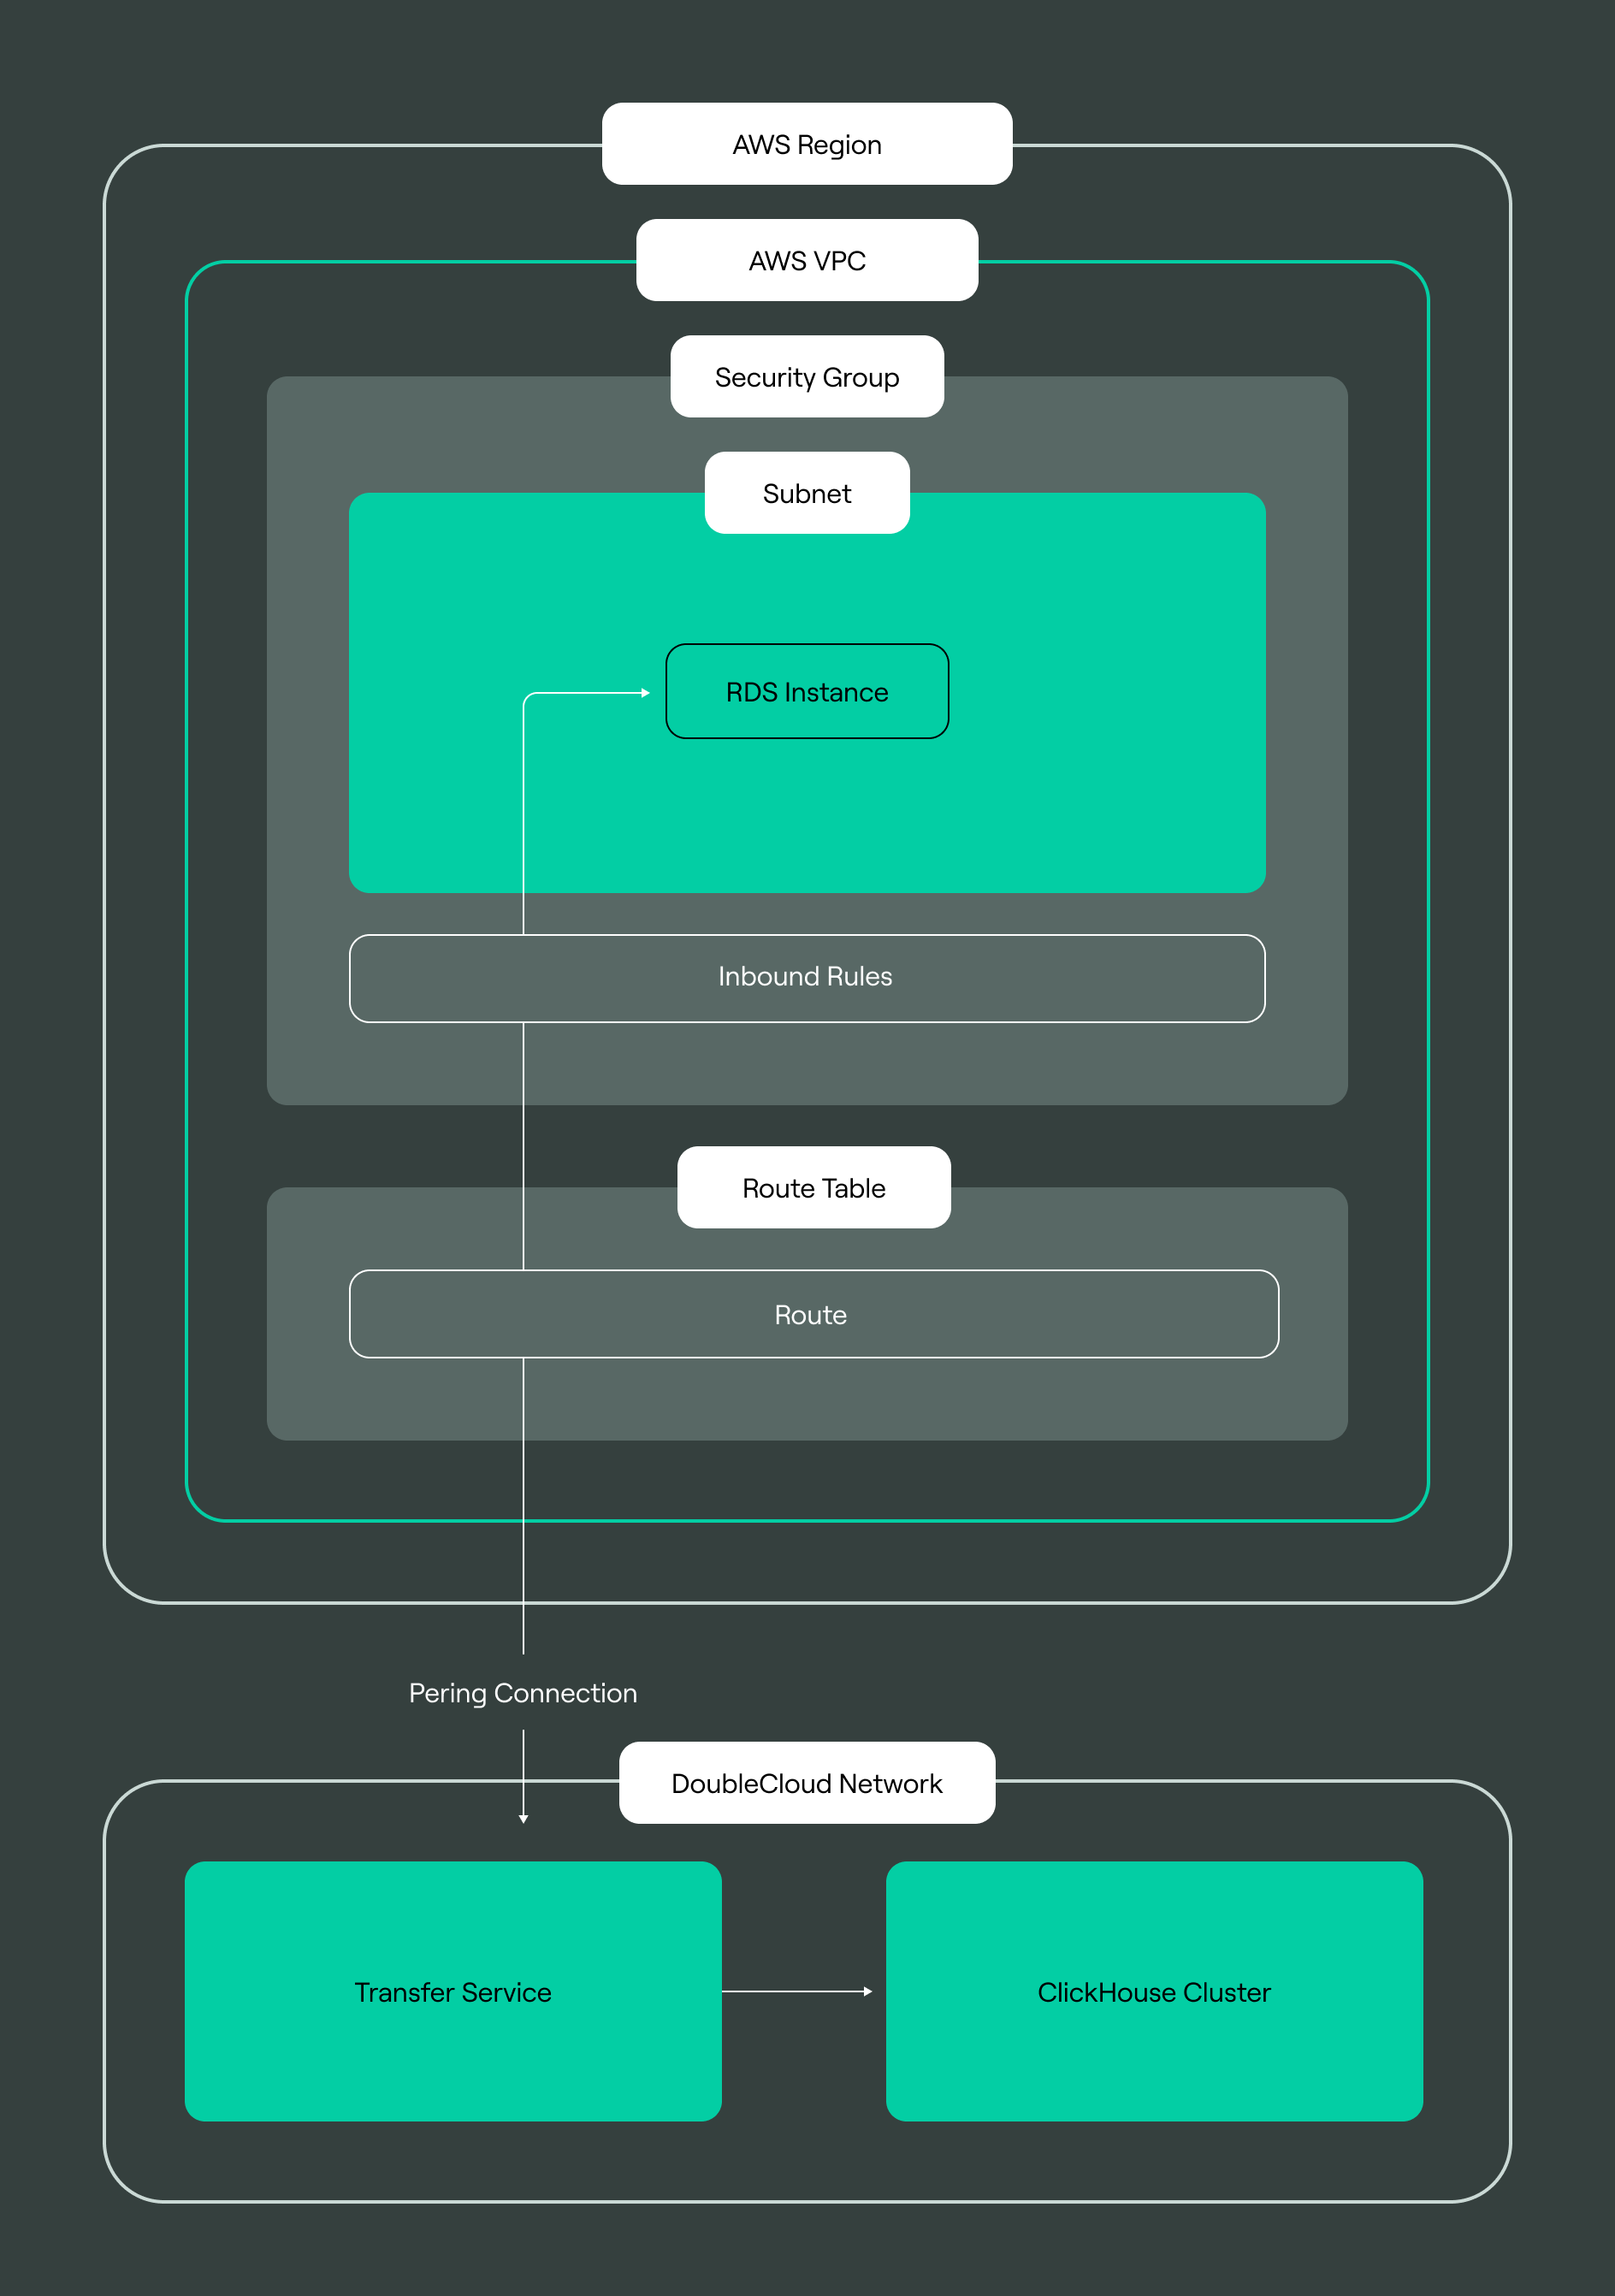 AWS Region
AWS VPC
Security Group
Subnet
RDS Instance
Inbound Rules
Route Table
Route
Pering Connection
DoubleCloud Network
Transfer Service
ClickHouse Cluster